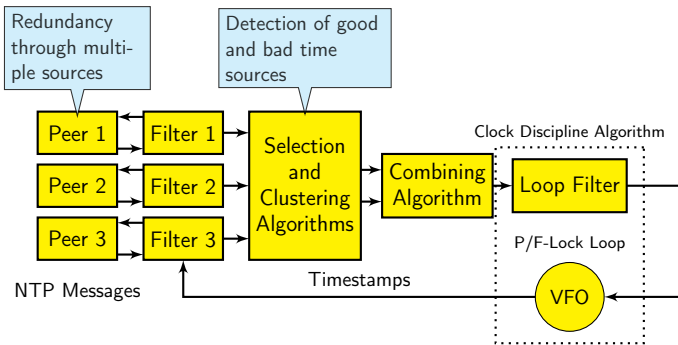 Redundancy
through multi-
ple sources
Detection of good
and bad time
sources
Peer 1
Filter 1
Peer 2
Filter 2
Peer 3
Filter 3
Selection
and
Clustering
Algorithms
Combining
Algorithm
Clock Discipline Algorithm
Loop Filter
P/F-Lock Loop
VFO
Timestamps
NTP Messages